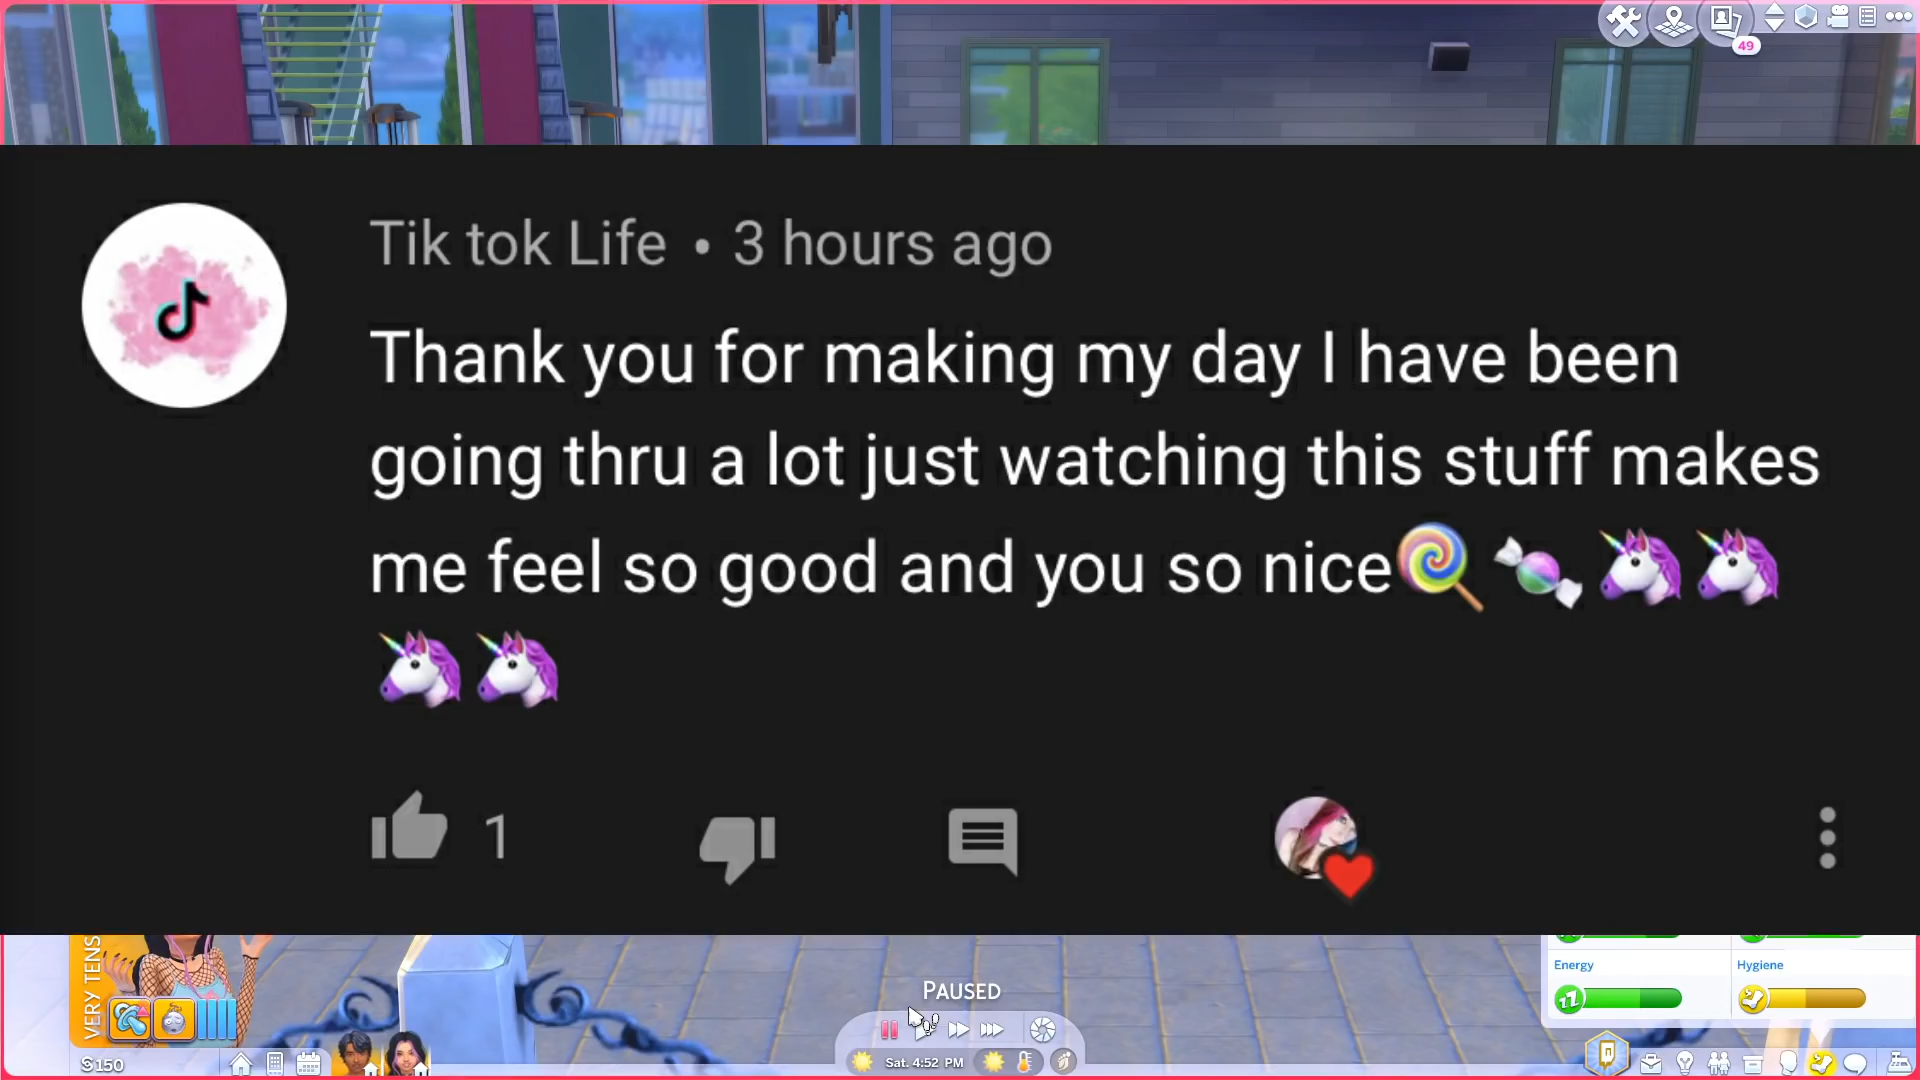 49
Tik tok Life • 3 hours ago
Thank you for making my day I have been
going thru a lot just watching this stuff makes
me feel so good and you so nice🍭🍬🦄🦄
🦄🦄
1
VERY TENS
Energy
Hygiene
PAUSED
§150
Sat. 4:52 PM